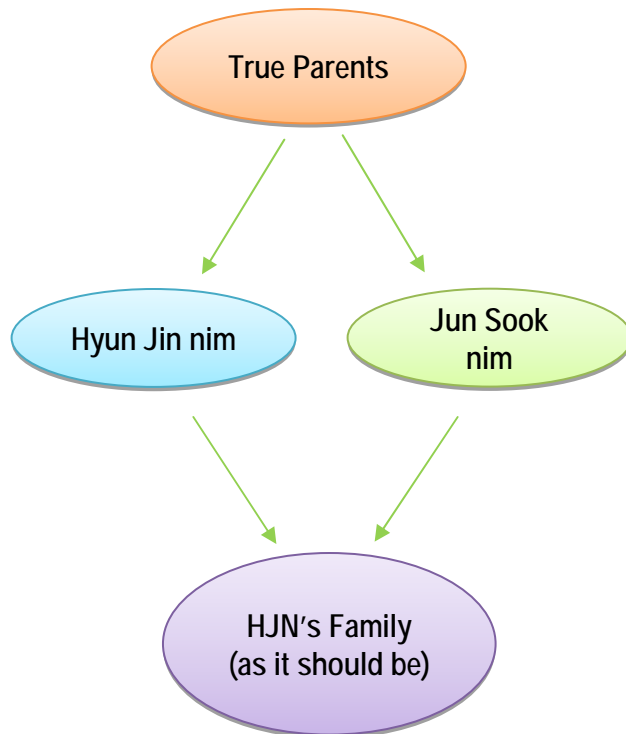 True Parents
Hyun Jin nim
Jun Sook
nim
HJN's Family
(as it should be)